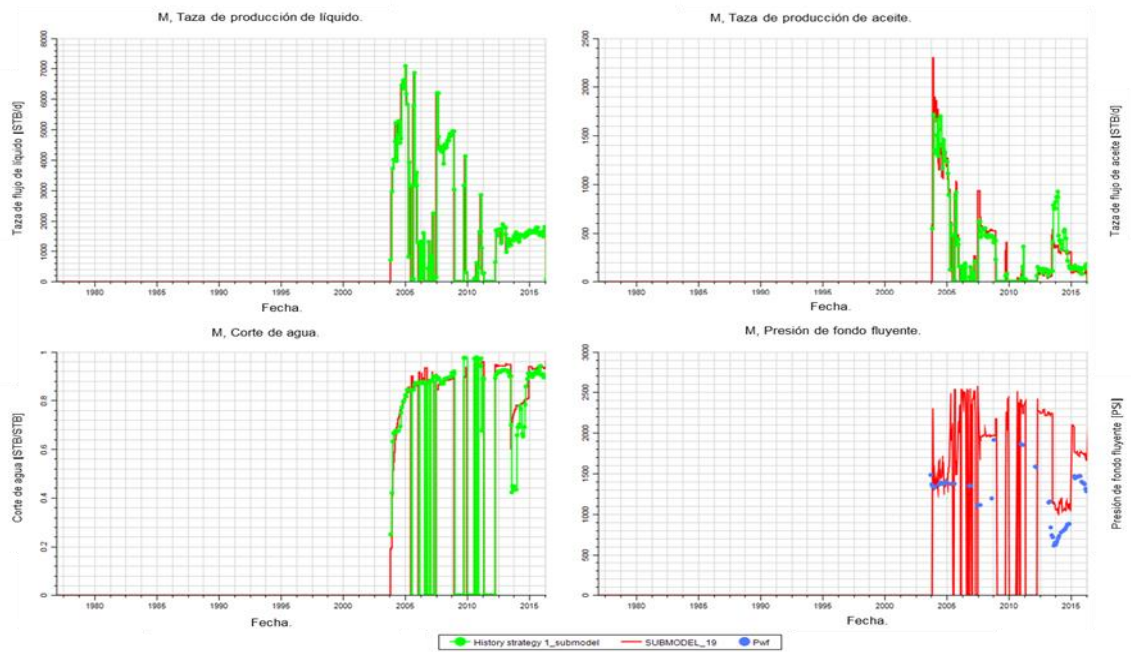 M, Taza de producción de líquido.
Taza de flujo de líquido [STB/d]
8000
7000
6000
5000
4000
3000
2000
1000
0
1980 1985 1990 1995 2000 2005 2010 2015
Fecha.
M, Taza de producción de aceite.
2500
2000
1500
1000
500
0
Taza de flujo de aceite [STB/d]
1980 1985 1990 1995 2000 2005 2010 2015
Fecha.
M, Corte de agua.
Corte de agua [STB/STB]
1
0.8
0.6
0.4
0.2
0
1980 1985 1990 1995 2000 2005 2010 2015
Fecha.
M, Presión de fondo fluyente.
3000
2500
2000
1500
1000
500
0
Presión de fondo fluyente [PSI]
1980 1985 1990 1995 2000 2005 2010 2015
Fecha.
History strategy 1_submodel SUBMODEL_19 Pwf